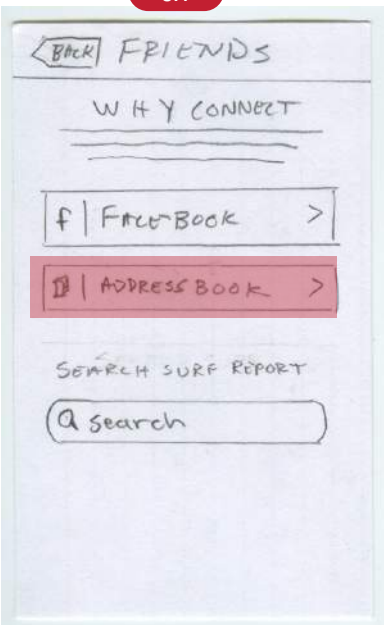 BACK FRIENDS
WHY CONNECT
f FACEBOOK >
ADDRESS BOOK >
SEARCH SURF REPORT
search